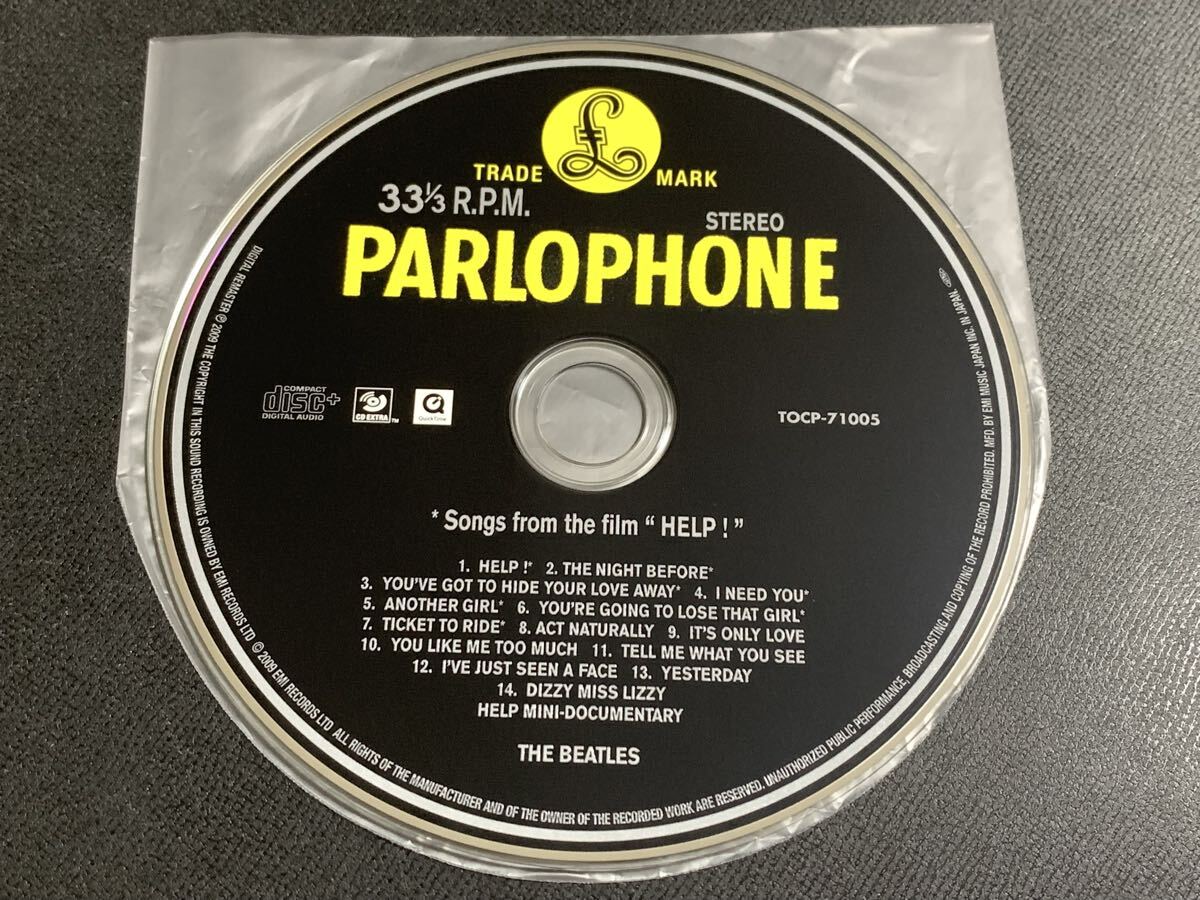 £
TRADE MARK
33⅓ R.P.M.
STEREO
PARLOPHONE
COMPACT
disc+
DIGITAL AUDIO
CD EXTRA™
QuickTime
TOCP-71005
* Songs from the film “ HELP ! ”
1. HELP !* 2. THE NIGHT BEFORE*
3. YOU'VE GOT TO HIDE YOUR LOVE AWAY* 4. I NEED YOU*
5. ANOTHER GIRL* 6. YOU'RE GOING TO LOSE THAT GIRL*
7. TICKET TO RIDE* 8. ACT NATURALLY 9. IT'S ONLY LOVE
10. YOU LIKE ME TOO MUCH 11. TELL ME WHAT YOU SEE
12. I'VE JUST SEEN A FACE 13. YESTERDAY
14. DIZZY MISS LIZZY
HELP MINI-DOCUMENTARY
THE BEATLES
DIGITAL REMASTER ℗ 2009 THE COPYRIGHT IN THIS SOUND RECORDING IS OWNED BY EMI RECORDS LTD © 2009 EMI RECORDS LTD ALL RIGHTS OF THE MANUFACTURER AND OF THE OWNER OF THE RECORDED WORK ARE RESERVED. UNAUTHORIZED PUBLIC PERFORMANCE, BROADCASTING AND COPYING OF THE RECORD PROHIBITED. MFD. BY EMI MUSIC JAPAN INC. IN JAPAN.